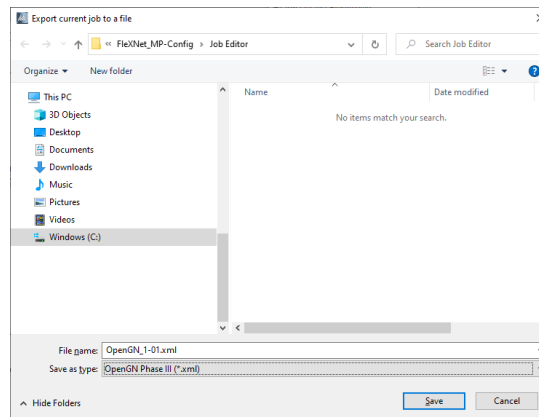 Export current job to a file
« FleXNet_MP-Config > Job Editor
Search Job Editor
Organize New folder
Name Date modified
This PC
3D Objects
Desktop
Documents
Downloads
Music
Pictures
Videos
Windows (C:)
No items match your search.
File name: OpenGN_1-01.xml
Save as type: OpenGN Phase III (*.xml)
Hide Folders Save Cancel